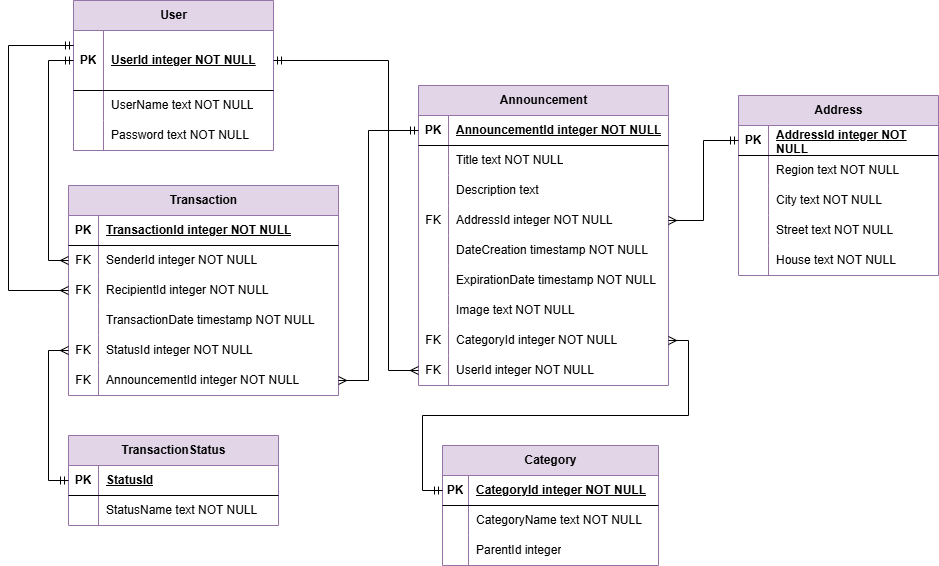 User
PK UserId integer NOT NULL
UserName text NOT NULL
Password text NOT NULL
Announcement
PK AnnouncementId integer NOT NULL
Title text NOT NULL
Description text
FK AddressId integer NOT NULL
DateCreation timestamp NOT NULL
ExpirationDate timestamp NOT NULL
Image text NOT NULL
FK CategoryId integer NOT NULL
FK UserId integer NOT NULL
Address
PK AddressId integer NOT
NULL
Region text NOT NULL
City text NOT NULL
Street text NOT NULL
House text NOT NULL
Transaction
PK TransactionId integer NOT NULL
FK SenderId integer NOT NULL
FK RecipientId integer NOT NULL
TransactionDate timestamp NOT NULL
FK StatusId integer NOT NULL
FK AnnouncementId integer NOT NULL
TransactionStatus
PK StatusId
StatusName text NOT NULL
Category
PK CategoryId integer NOT NULL
CategoryName text NOT NULL
ParentId integer